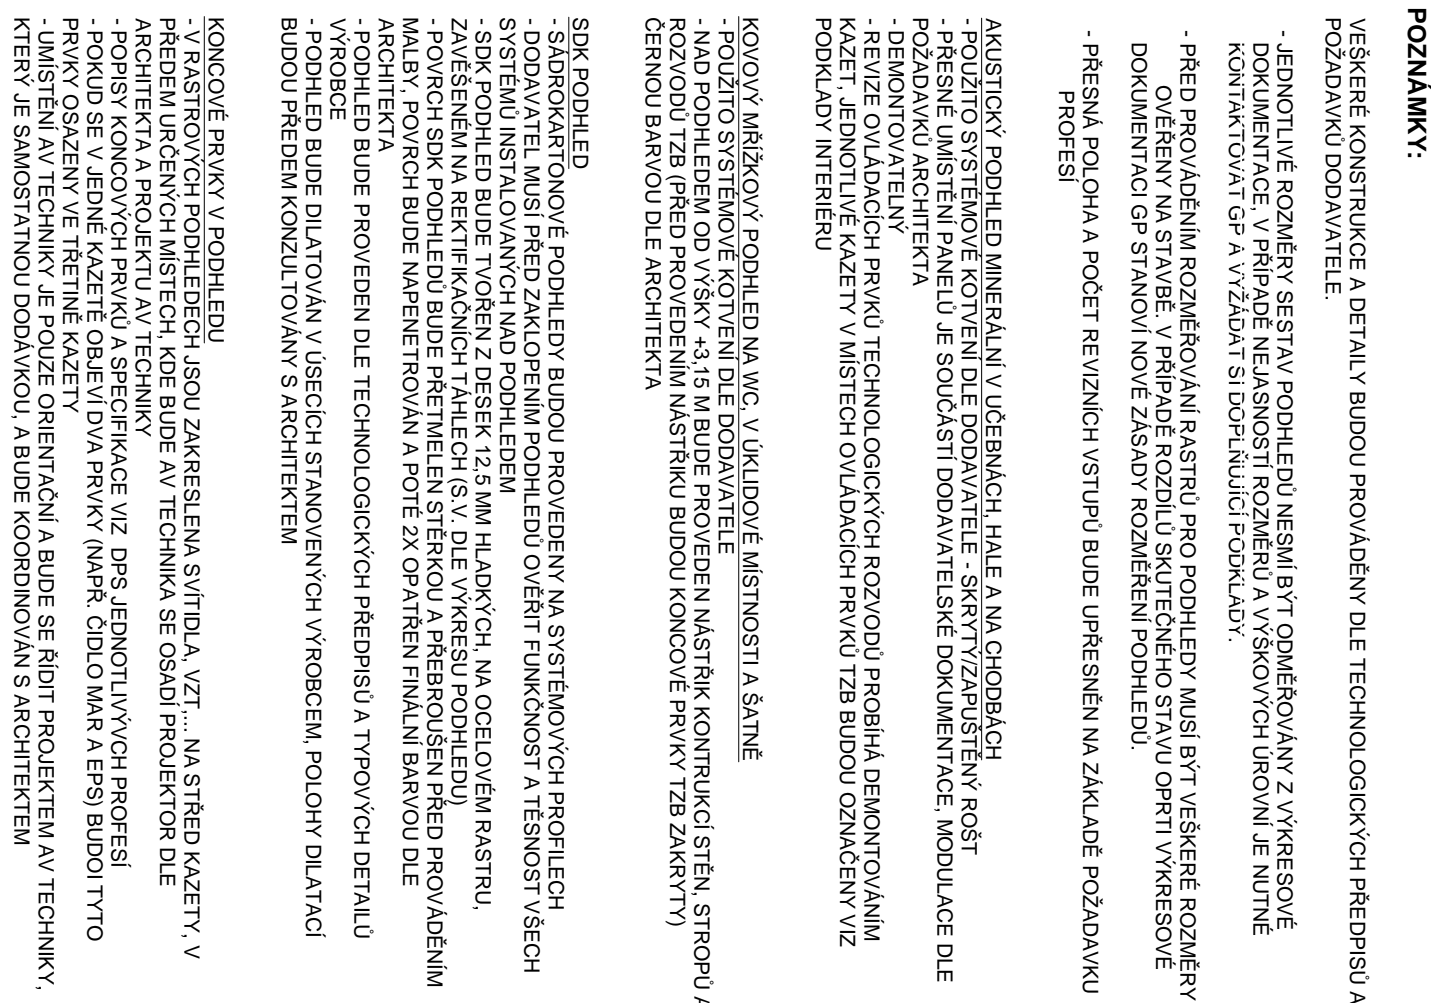 POZNÁMKY:
VEŠKERÉ KONSTRUKCE A DETAILY BUDOU PROVÁDĚNY DLE TECHNOLOGICKÝCH PŘEDPISŮ A
POŽADAVKŮ DODAVATELE.
- JEDNOTLIVÉ ROZMĚRY SESTAV PODHLEDŮ NESMÍ BÝT ODMĚŘOVÁNY Z VÝKRESOVÉ
DOKUMENTACE, V PŘÍPADĚ NEJASNOSTÍ ROZMĚRŮ A VÝŠKOVÝCH ÚROVNÍ JE NUTNÉ
KONTAKTOVAT GP A VYŽÁDAT SI DOPLŇUJÍCÍ PODKLADY.
- PŘED PROVÁDĚNÍM ROZMĚŘOVÁNÍ RASTRŮ PRO PODHLEDY MUSÍ BÝT VEŠKERÉ ROZMĚRY
OVĚŘENY NA STAVBĚ. V PŘÍPADĚ ROZDÍLŮ SKUTEČNÉHO STAVU OPRTI VÝKRESOVÉ
DOKUMENTACI GP STANOVÍ NOVÉ ZÁSADY ROZMĚŘENÍ PODHLEDŮ.
- PŘESNÁ POLOHA A POČET REVIZNÍCH VSTUPŮ BUDE UPŘESNĚN NA ZÁKLADĚ POŽADAVKU
PROFESÍ
AKUSTICKÝ PODHLED MINERÁLNÍ V UČEBNÁCH, HALE A NA CHODBÁCH
- POUŽITO SYSTÉMOVÉ KOTVENÍ DLE DODAVATELE - SKRYTÝ/ZAPUŠTĚNÝ ROŠT
- PŘESNÉ UMÍSTĚNÍ PANELŮ JE SOUČÁSTÍ DODAVATELSKÉ DOKUMENTACE, MODULACE DLE
POŽADAVKŮ ARCHITEKTA
- DEMONTOVATELNÝ
- REVIZE OVLÁDACÍCH PRVKŮ TECHNOLOGICKÝCH ROZVODŮ PROBÍHÁ DEMONTOVÁNÍM
KAZET, JEDNOTLIVÉ KAZETY V MÍSTECH OVLÁDACÍCH PRVKŮ TZB BUDOU OZNAČENY VIZ
PODKLADY INTERIÉRU
KOVOVÝ MŘÍŽKOVÝ PODHLED NA WC, V ÚKLIDOVÉ MÍSTNOSTI A ŠATNĚ
- POUŽITO SYSTÉMOVÉ KOTVENÍ DLE DODAVATELE
- NAD PODHLEDEM OD VÝŠKY +3,15 M BUDE PROVEDEN NÁSTŘIK KONTRUKCÍ STĚN, STROPŮ A
ROZVODŮ TZB (PŘED PROVEDENÍM NÁSTŘIKU BUDOU KONCOVÉ PRVKY TZB ZAKRYTY)
ČERNOU BARVOU DLE ARCHITEKTA
SDK PODHLED
- SÁDROKARTONOVÉ PODHLEDY BUDOU PROVEDENY NA SYSTÉMOVÝCH PROFILECH
- DODAVATEL MUSÍ PŘED ZAKLOPENÍM PODHLEDŮ OVĚŘIT FUNKČNOST A TĚSNOST VŠECH
SYSTÉMŮ INSTALOVANÝCH NAD PODHLEDEM
- SDK PODHLED BUDE TVOŘEN Z DESEK 12,5 MM HLADKÝCH, NA OCELOVÉM RASTRU,
ZAVĚŠENÉM NA REKTIFIKAČNÍCH TÁHLECH (S.V. DLE VÝKRESU PODHLEDU)
- POVRCH SDK PODHLEDŮ BUDE PŘETMELEN STĚRKOU A PŘEBROUŠEN PŘED PROVÁDĚNÍM
MALBY, POVRCH BUDE NAPENETROVÁN A POTÉ 2X OPATŘEN FINÁLNÍ BARVOU DLE
ARCHITEKTA
- PODHLED BUDE PROVEDEN DLE TECHNOLOGICKÝCH PŘEDPISŮ A TYPOVÝCH DETAILŮ
VÝROBCE
- PODHLED BUDE DILATOVÁN V ÚSECÍCH STANOVENÝCH VÝROBCEM, POLOHY DILATACÍ
BUDOU PŘEDEM KONZULTOVÁNY S ARCHITEKTEM
KONCOVÉ PRVKY V PODHLEDU
- V RASTROVÝCH PODHLEDECH JSOU ZAKRESLENA SVÍTIDLA, VZT,... NA STŘED KAZETY, V
PŘEDEM URČENÝCH MÍSTECH, KDE BUDE AV TECHNIKA SE OSADÍ PROJEKTOR DLE
ARCHITEKTA A PROJEKTU AV TECHNIKY
- POPISY KONCOVÝCH PRVKŮ A SPECIFIKACE VIZ DPS JEDNOTLIVÝVCH PROFESÍ
- POKUD SE V JEDNÉ KAZETĚ OBJEVÍ DVA PRVKY (NAPŘ. ČIDLO MAR A EPS) BUDOI TYTO
PRVKY OSAZENY VE TŘETINĚ KAZETY
- UMÍSTĚNÍ AV TECHNIKY JE POUZE ORIENTAČNÍ A BUDE SE ŘÍDIT PROJEKTEM AV TECHNIKY,
KTERÝ JE SAMOSTATNOU DODÁVKOU, A BUDE KOORDINOVÁN S ARCHITEKTEM